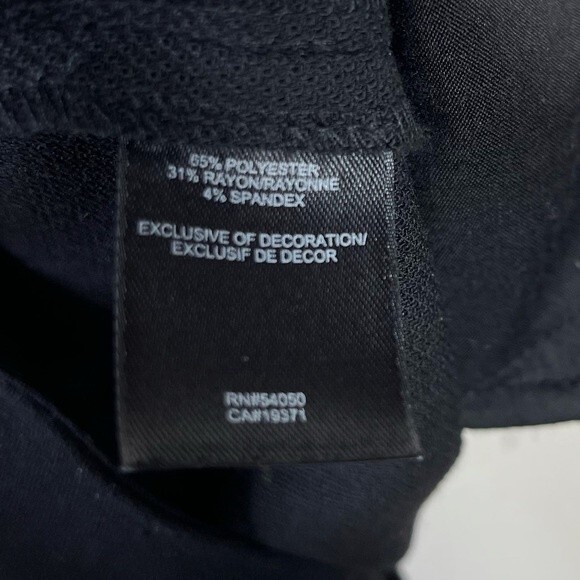 65% POLYESTER
31% RAYON/RAYONNE
4% SPANDEX
EXCLUSIVE OF DECORATION/
EXCLUSIF DE DECOR
RN#54050
CA#19371